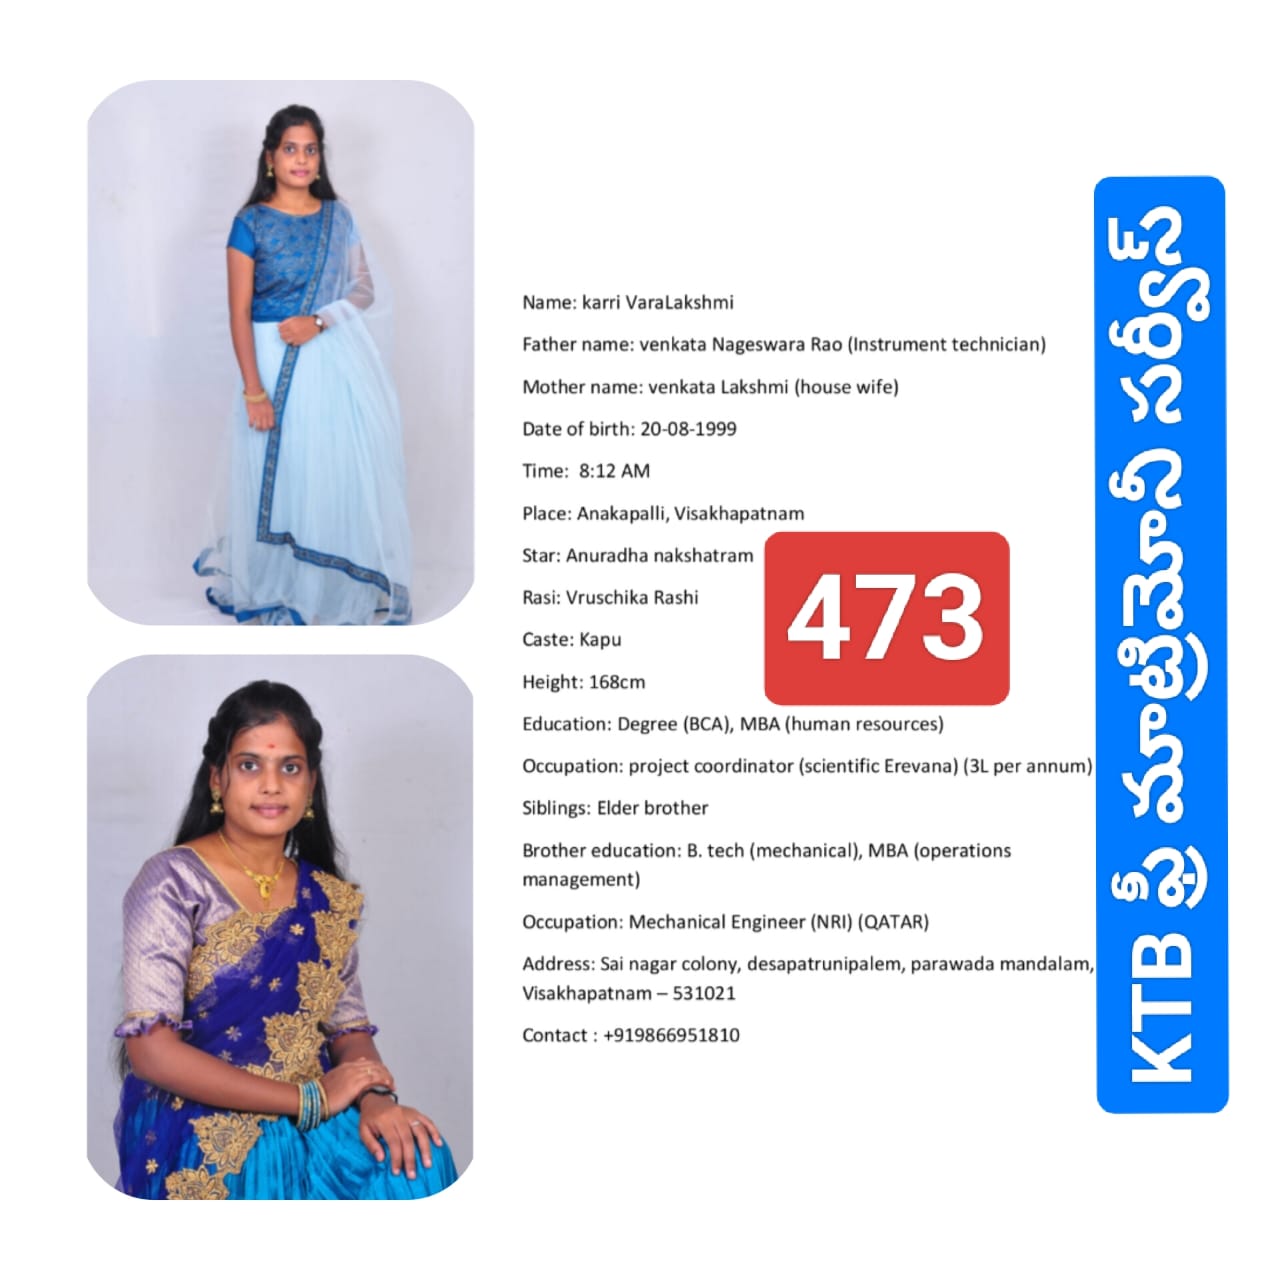 Name: karri VaraLakshmi
Father name: venkata Nageswara Rao (Instrument technician)
Mother name: venkata Lakshmi (house wife)
Date of birth: 20-08-1999
Time:  8:12 AM
Place: Anakapalli, Visakhapatnam
Star: Anuradha nakshatram
Rasi: Vruschika Rashi
473
Caste: Kapu
Height: 168cm
Education: Degree (BCA), MBA (human resources)
Occupation: project coordinator (scientific Erevana) (3L per annum)
Siblings: Elder brother
Brother education: B. tech (mechanical), MBA (operations
management)
Occupation: Mechanical Engineer (NRI) (QATAR)
Address: Sai nagar colony, desapatrunipalem, parawada mandalam,
Visakhapatnam – 531021
Contact : +919866951810
KTB ఫ్రీ మాట్రిమోనీ సర్వీస్